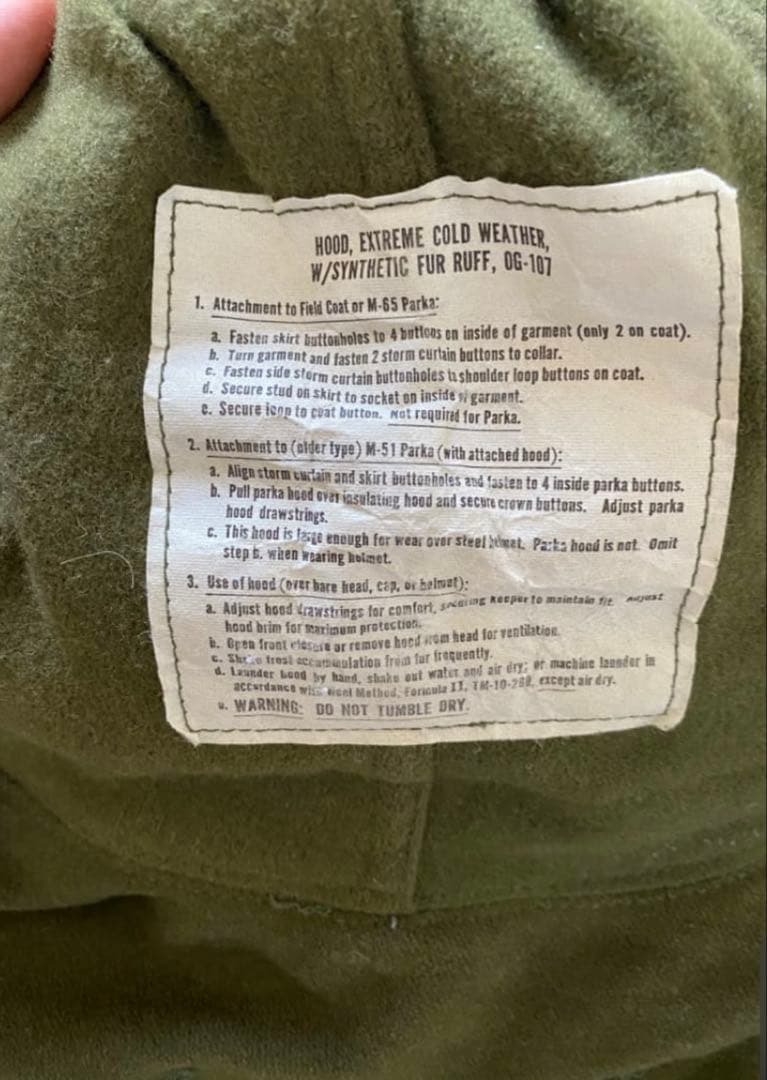 HOOD, EXTREME COLD WEATHER,
W/SYNTHETIC FUR RUFF, OG-107
1. Attachment to Field Coat or M-65 Parka:
a. Fasten skirt buttonholes to 4 buttons on inside of garment (only 2 on coat).
b. Turn garment and fasten 2 storm curtain buttons to collar.
c. Fasten side storm curtain buttonholes to shoulder loop buttons on coat.
d. Secure stud on skirt to socket on inside of garment.
e. Secure loop to coat button. Not required for Parka.
2. Attachment to (older type) M-51 Parka (with attached hood):
a. Align storm curtain and skirt buttonholes and fasten to 4 inside parka buttons.
b. Pull parka hood over insulating hood and secure crown buttons. Adjust parka
hood drawstrings.
c. This hood is large enough for wear over steel helmet. Parka hood is not. Omit
step b. when wearing helmet.
3. Use of hood (over bare head, cap, or helmet):
a. Adjust hood drawstrings for comfort, securing keeper to maintain fit. Adjust
hood brim for maximum protection.
b. Open front closure or remove hood from head for ventilation.
c. Shake frost accumulation from fur frequently.
d. Launder hood by hand, shake out water and air dry; or machine launder in
accordance with Wool Method, Formula II, TM-10-280, except air dry.
WARNING: DO NOT TUMBLE DRY.